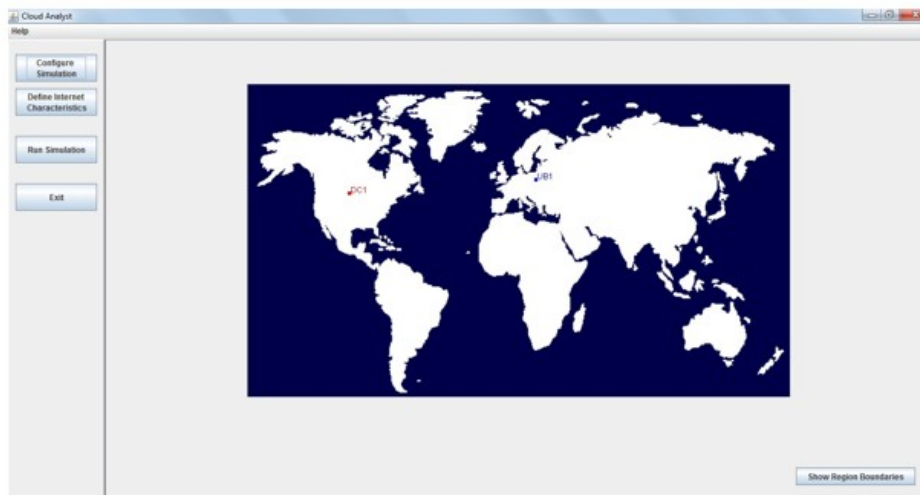 Cloud Analyst
Help
Configure
Simulation
Define Internet
Characteristics
Run Simulation
Exit
DC1
UB1
Show Region Boundaries